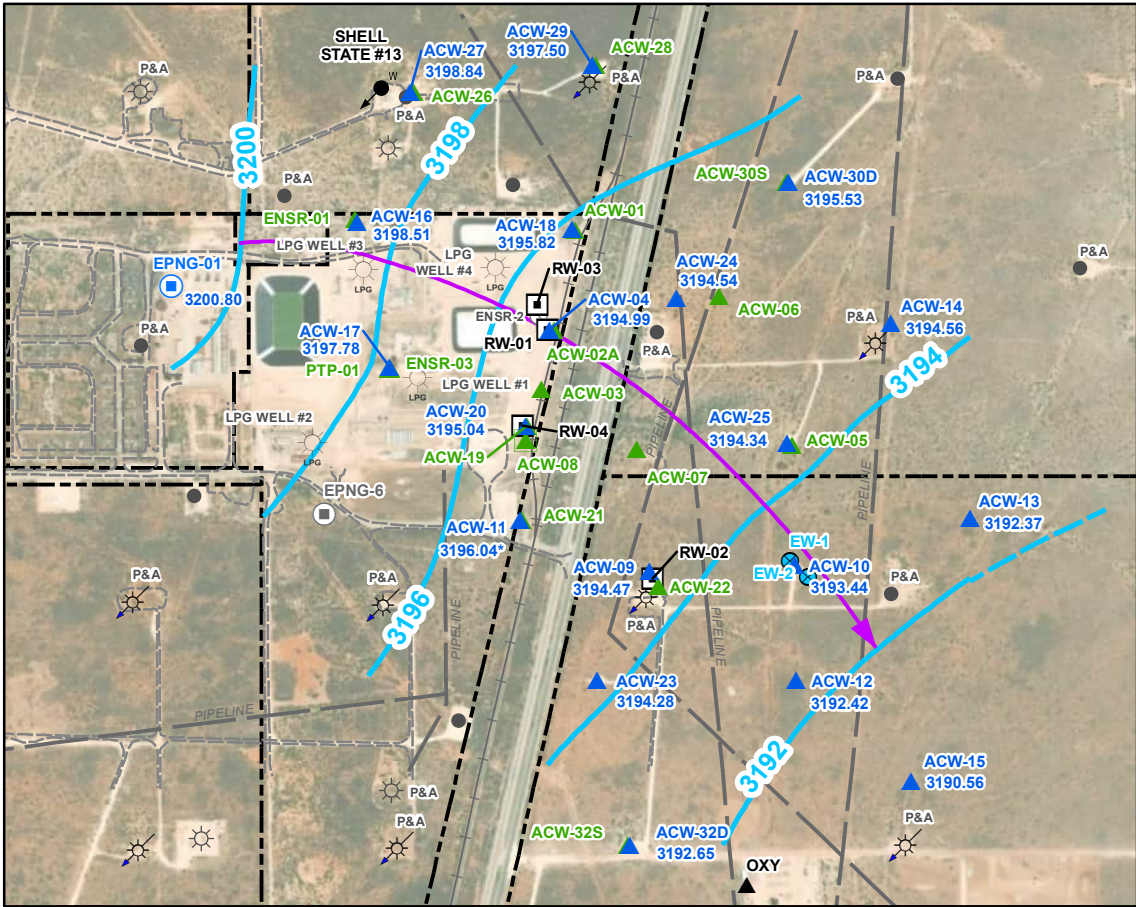 SHELL
STATE #13
W
P&A
ACW-27
3198.84
ACW-26
P&A
ACW-29
3197.50
ACW-28
P&A
P&A
P&A
3200
3198
P&A
ACW-30S
ACW-30D
3195.53
ENSR-01
ACW-16
3198.51
ACW-18
3195.82
ACW-01
LPG WELL #3
LPG
WELL #4
LPG
LPG
EPNG-01
3200.80
RW-03
ACW-24
3194.54
ACW-06
ACW-04
3194.99
ENSR-2
RW-01
ACW-02A
P&A
ACW-14
3194.56
P&A
P&A
ACW-17
3197.78
PTP-01
ENSR-03
LPG
LPG WELL #1
ACW-03
3194
LPG WELL #2
LPG
ACW-20
3195.04
RW-04
ACW-19
ACW-08
PIPELINE
ACW-25
3194.34
ACW-05
ACW-07
PIPELINE
EPNG-6
ACW-11
3196.04*
ACW-21
ACW-13
3192.37
EW-1
EW-2
ACW-10
3193.44
RW-02
ACW-09
3194.47
ACW-22
P&A
P&A
P&A
P&A
3196
PIPELINE
PIPELINE
ACW-23
3194.28
ACW-12
3192.42
PIPELINE
3192
ACW-15
3190.56
P&A
P&A
P&A
P&A
ACW-32S
ACW-32D
3192.65
OXY